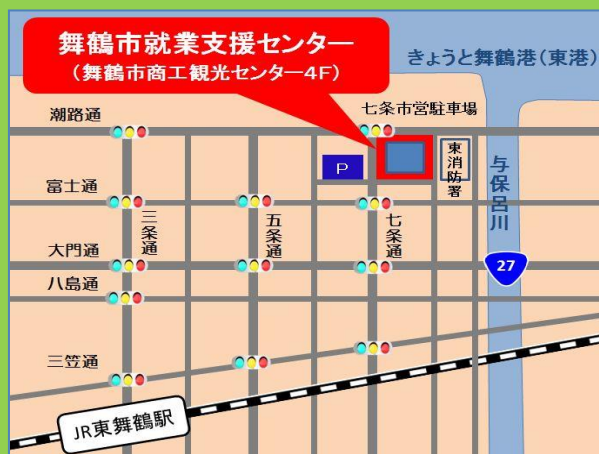 舞鶴市就業支援センター
(舞鶴市商工観光センター4F)
きょうと舞鶴港(東港)
七条市営駐車場
潮路通
P
東消防署
富士通
与保呂川
三条通
五条通
七条通
大門通
27
八島通
三笠通
JR東舞鶴駅